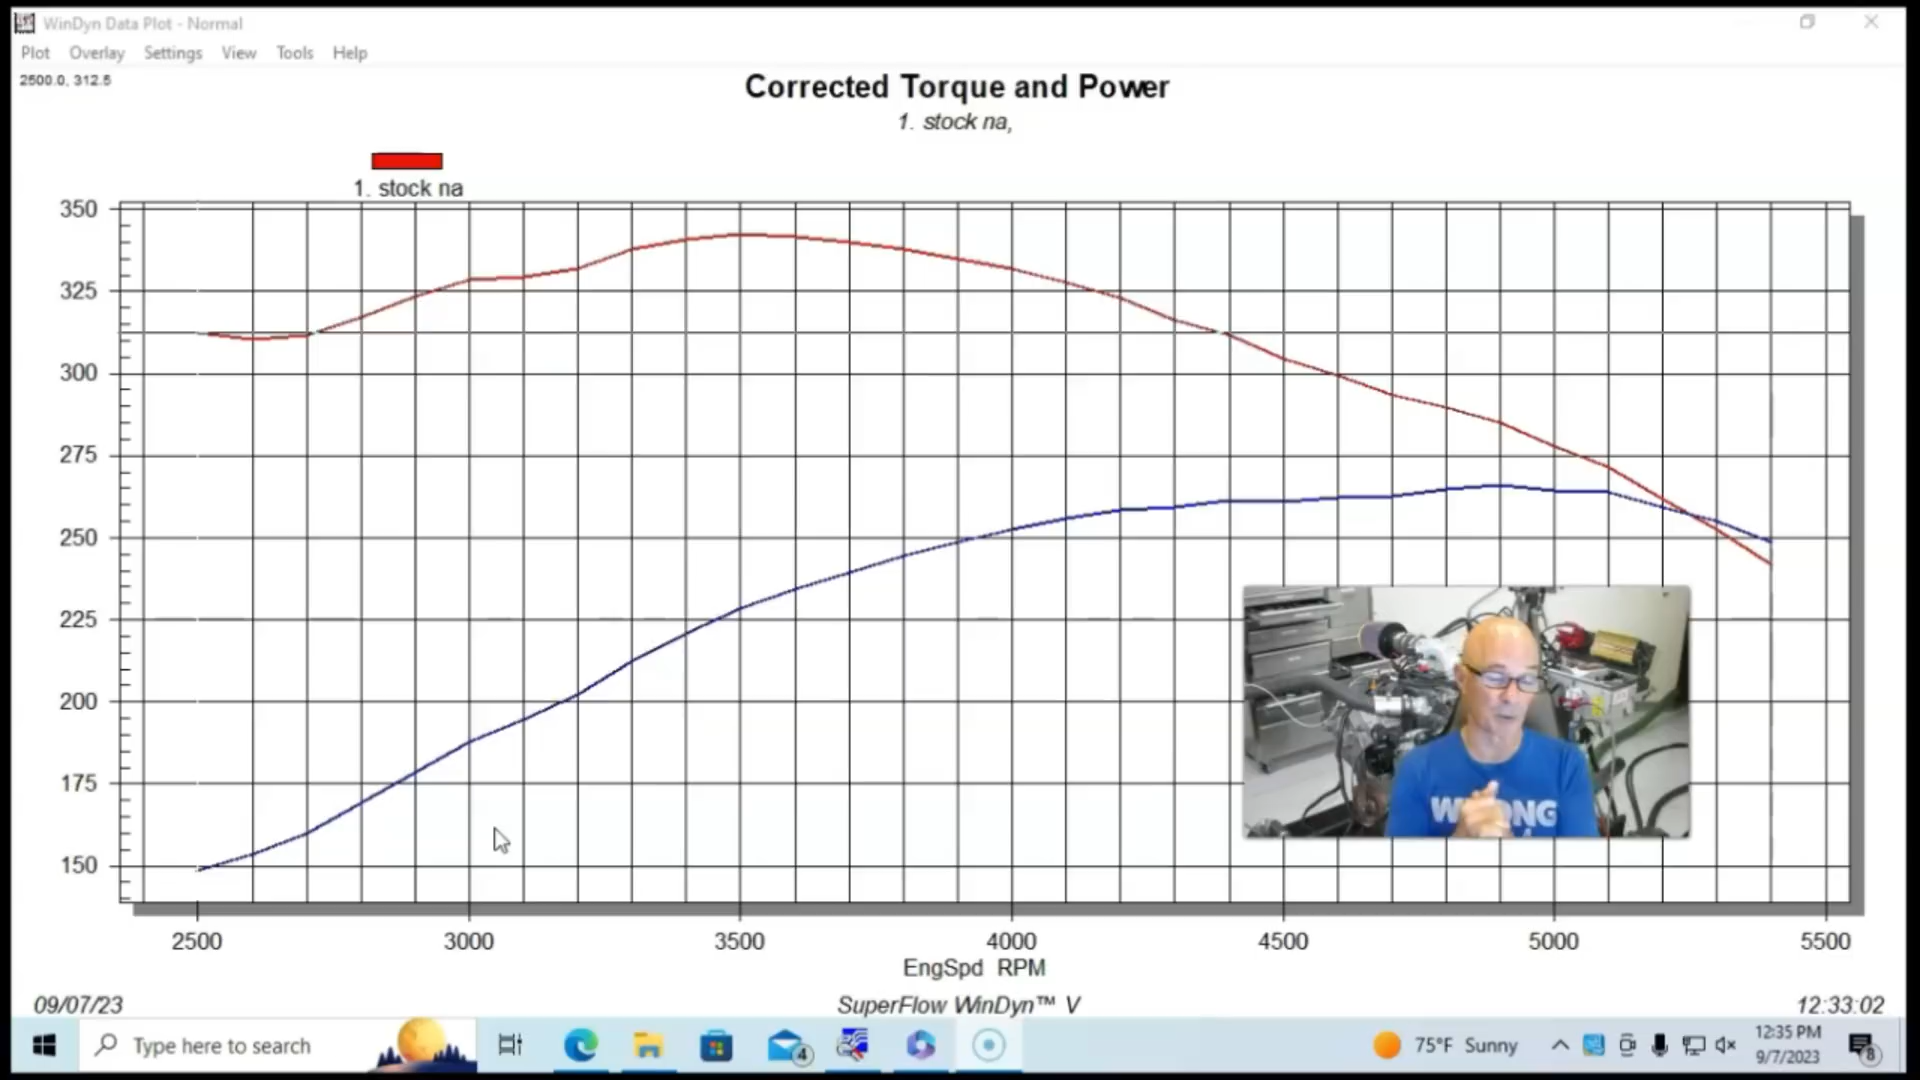 WinDyn Data Plot - Normal
Plot Overlay Settings View Tools Help
2500.0, 312.5
Corrected Torque and Power
1. stock na,
1. stock na
350
325
300
275
250
225
200
175
150
2500 3000 3500 4000 4500 5000 5500
EngSpd RPM
09/07/23 SuperFlow WinDyn™ V 12:33:02
Type here to search 4 75°F Sunny 12:35 PM
9/7/2023 8